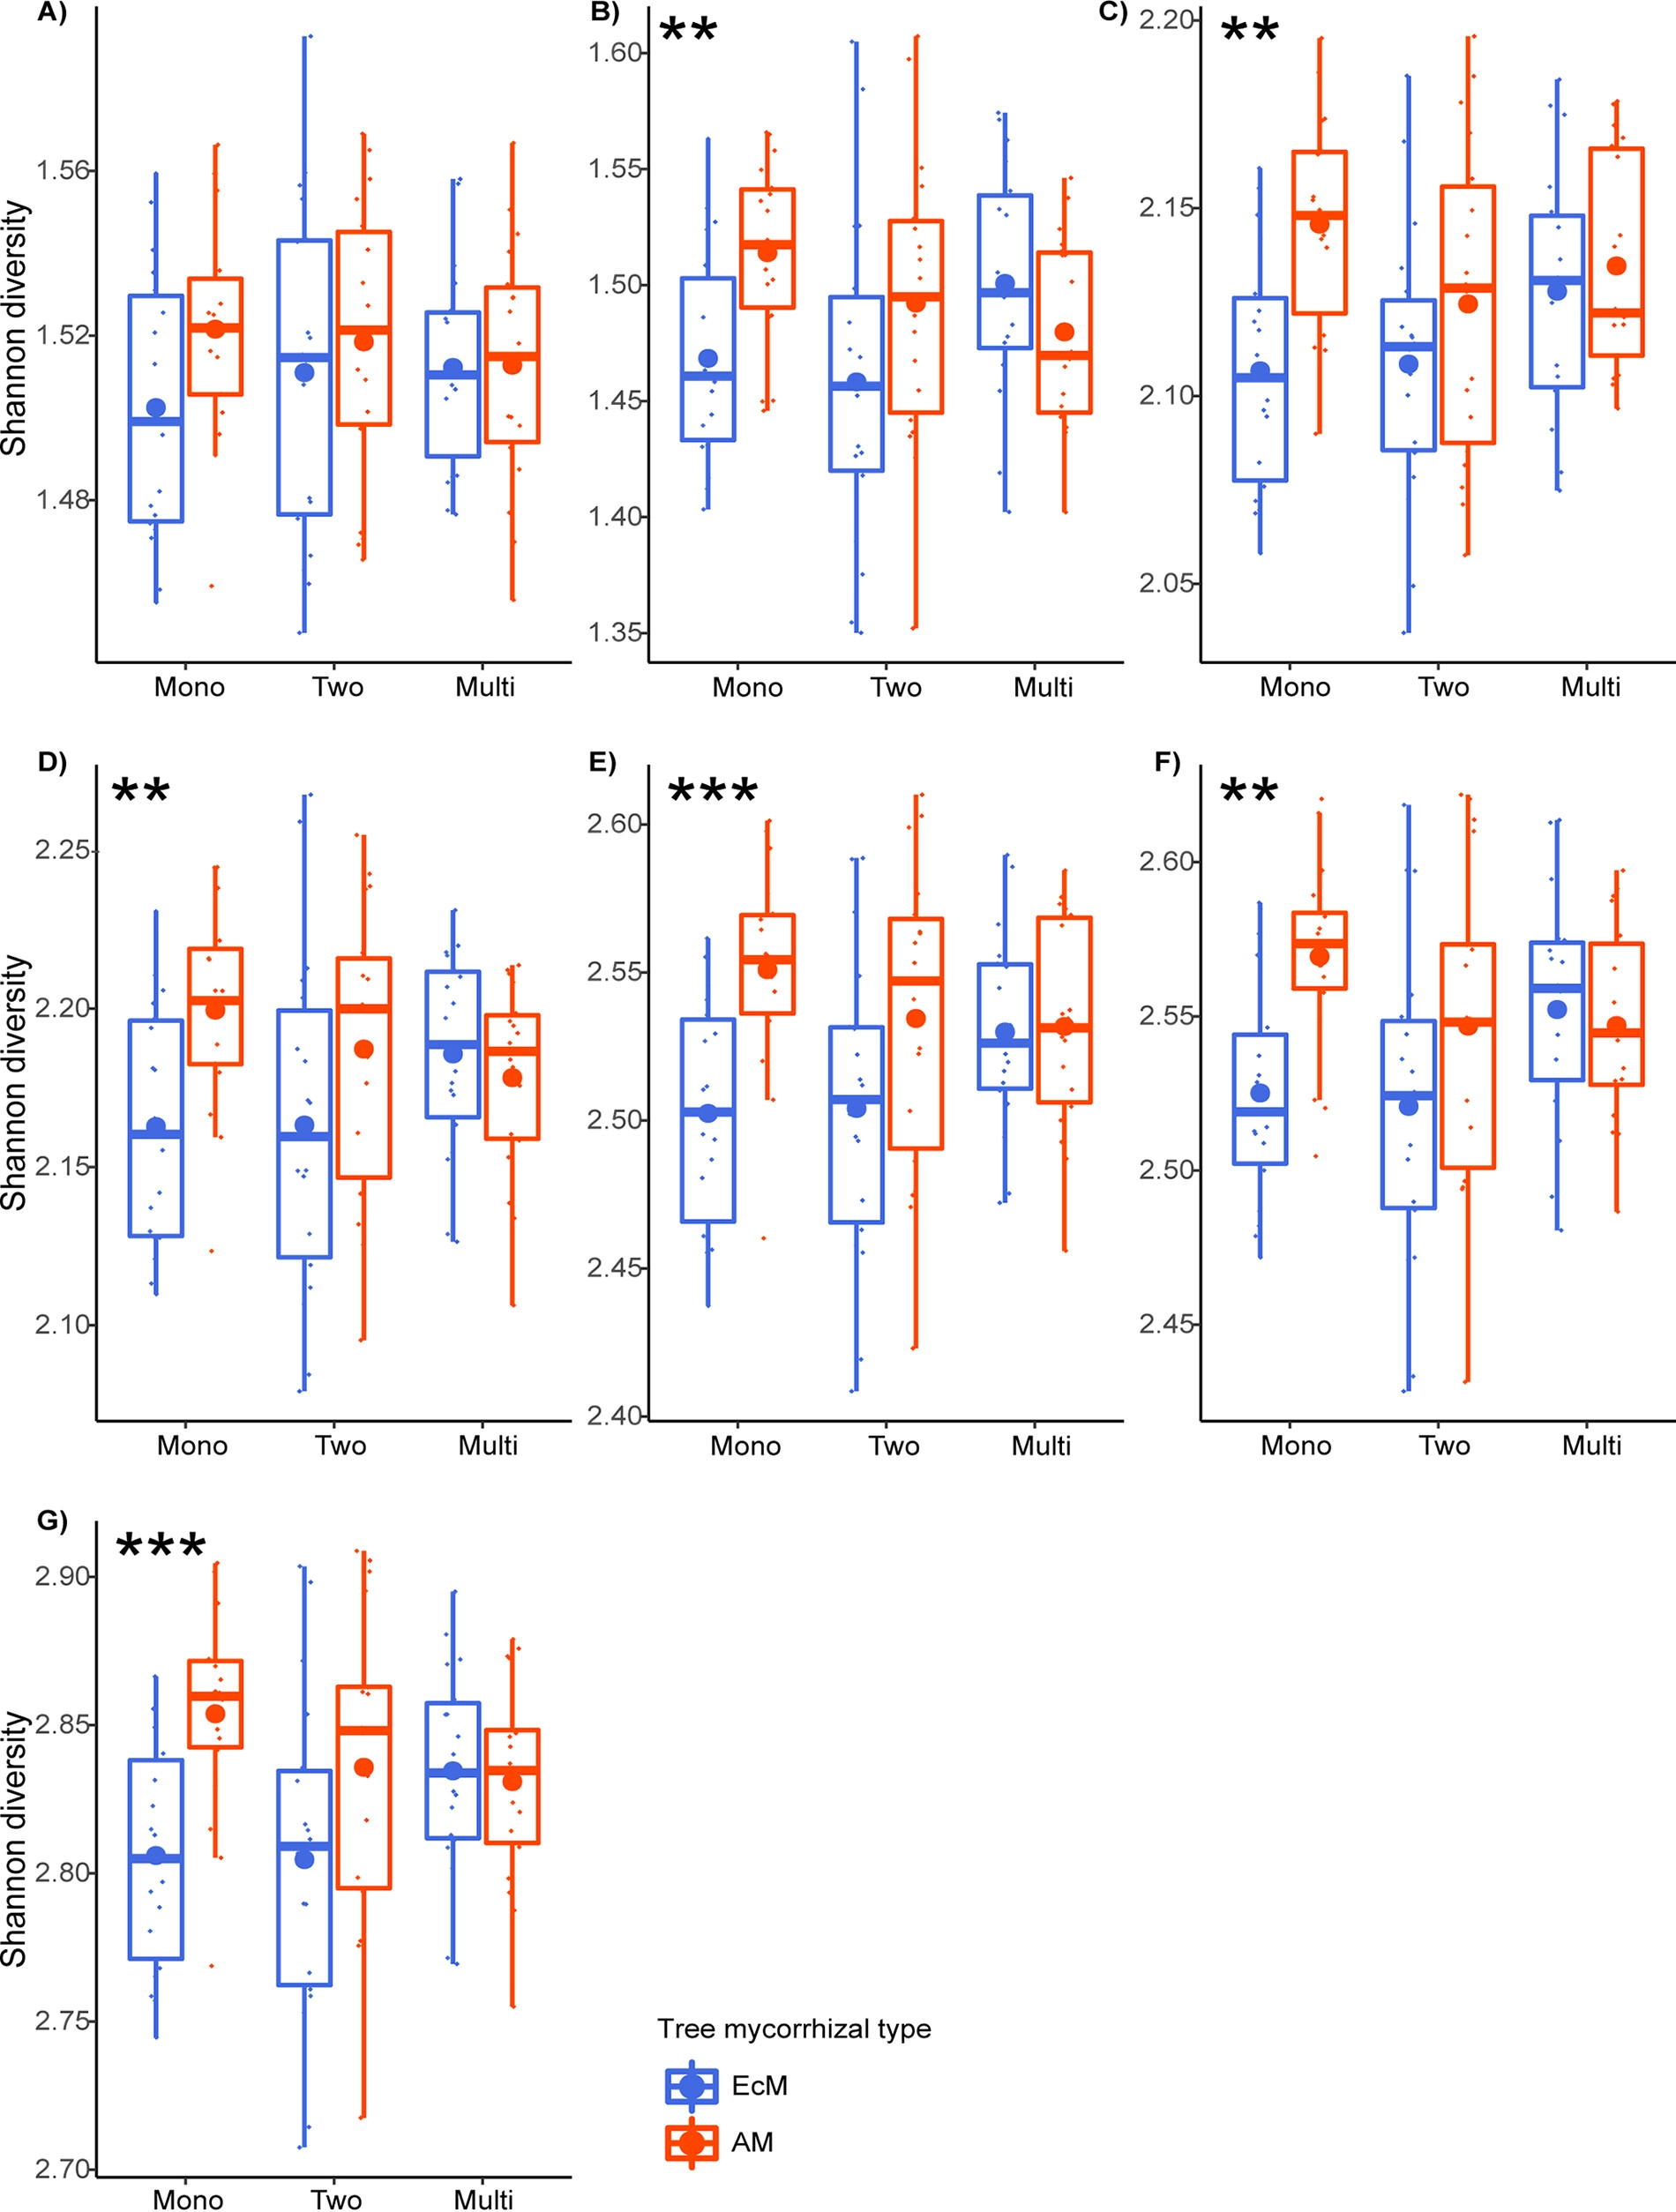 A)
Shannon diversity
1.56
1.52
1.48
Mono Two Multi
B) **
1.60
1.55
1.50
1.45
1.40
1.35
Mono Two Multi
C) **
2.20
2.15
2.10
2.05
Mono Two Multi
D) **
Shannon diversity
2.25
2.20
2.15
2.10
Mono Two Multi
E) ***
2.60
2.55
2.50
2.45
2.40
Mono Two Multi
F) **
2.60
2.55
2.50
2.45
Mono Two Multi
G) ***
Shannon diversity
2.90
2.85
2.80
2.75
2.70
Mono Two Multi
Tree mycorrhizal type
EcM
AM